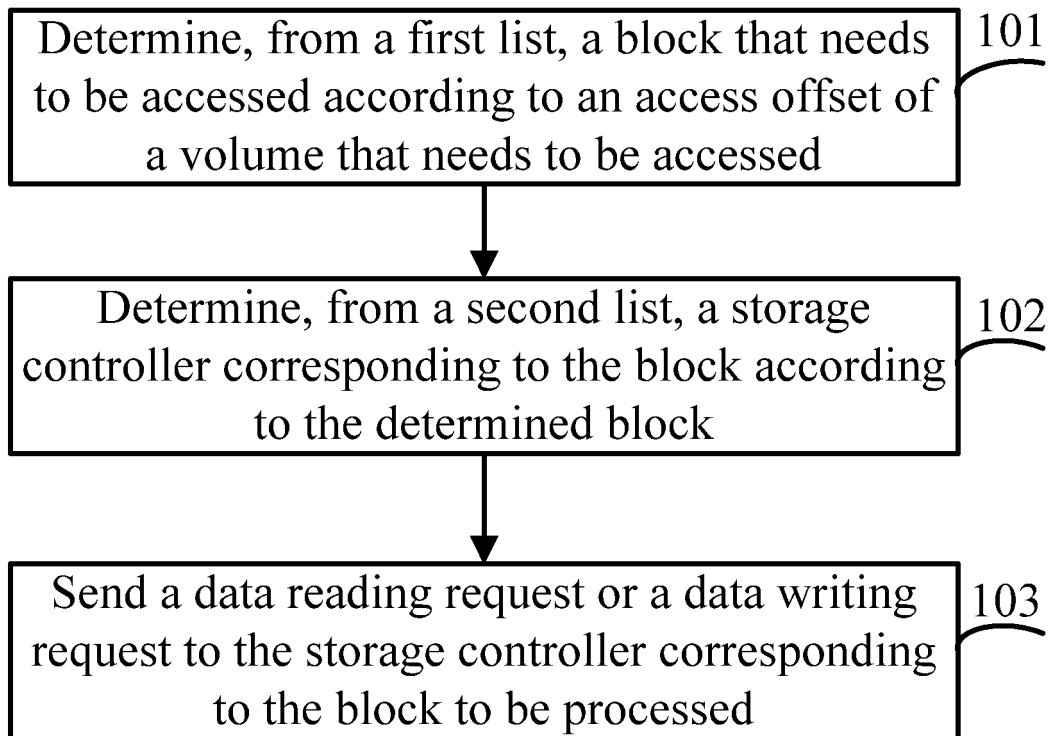 Determine, from a first list, a block that needs
to be accessed according to an access offset of
a volume that needs to be accessed
101
Determine, from a second list, a storage
controller corresponding to the block according
to the determined block
102
Send a data reading request or a data writing
request to the storage controller corresponding
to the block to be processed
103